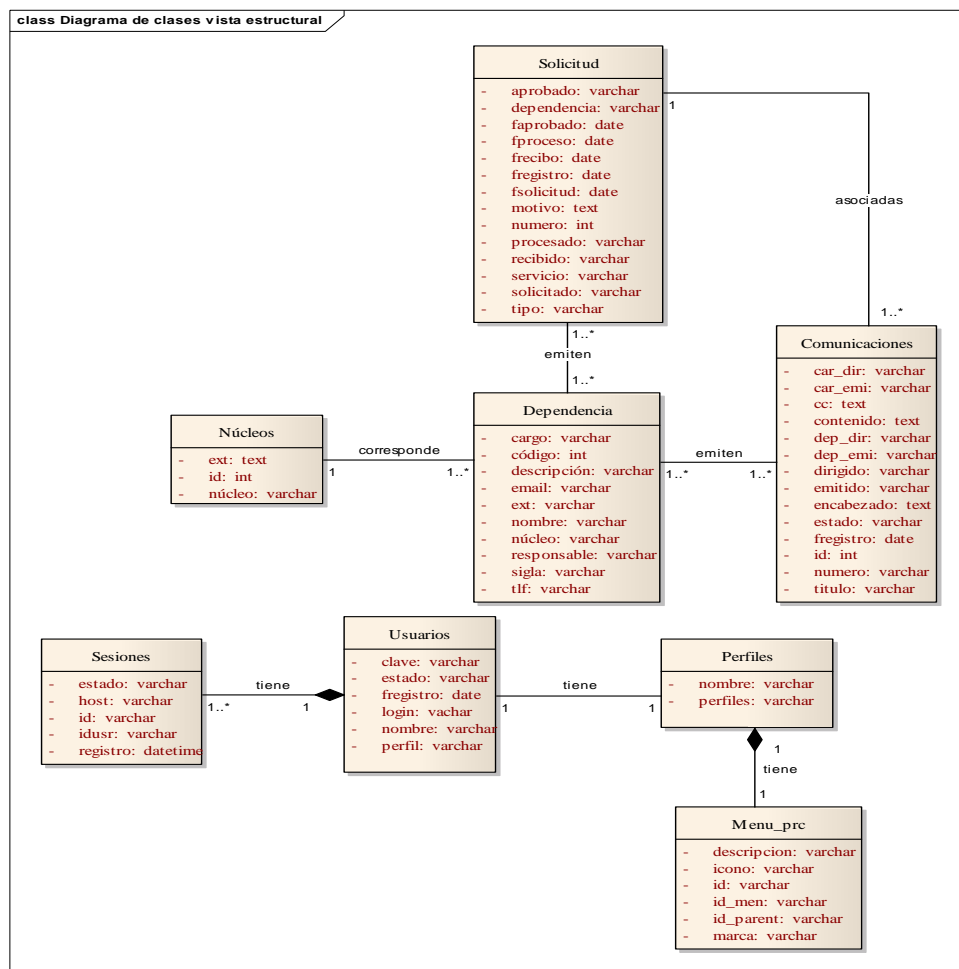 class Diagrama de clases vista estructural
Solicitud
- aprobado: varchar
- dependencia: varchar
- faprobado: date
- fproceso: date
- frecibo: date
- fregistro: date
- fsolicitud: date
- motivo: text
- numero: int
- procesado: varchar
- recibido: varchar
- servicio: varchar
- solicitado: varchar
- tipo: varchar
1
asociadas
1..*
1..*
emiten
1..*
Comunicaciones
- car_dir: varchar
- car_emi: varchar
- cc: text
- contenido: text
- dep_dir: varchar
- dep_emi: varchar
- dirigido: varchar
- emitido: varchar
- encabezado: text
- estado: varchar
- fregistro: date
- id: int
- numero: varchar
- titulo: varchar
Núcleos
- ext: text
- id: int
- núcleo: varchar
corresponde
1
1..*
Dependencia
- cargo: varchar
- código: int
- descripción: varchar
- email: varchar
- ext: varchar
- nombre: varchar
- núcleo: varchar
- responsable: varchar
- sigla: varchar
- tlf: varchar
emiten
1..*
1..*
Sesiones
- estado: varchar
- host: varchar
- id: varchar
- idusr: varchar
- registro: datetime
tiene
1..*
1
Usuarios
- clave: varchar
- estado: varchar
- fregistro: date
- login: vachar
- nombre: varchar
- perfil: varchar
tiene
1
1
Perfiles
- nombre: varchar
- perfiles: varchar
1
tiene
1
Menu_prc
- descripcion: varchar
- icono: varchar
- id: varchar
- id_men: varchar
- id_parent: varchar
- marca: varchar